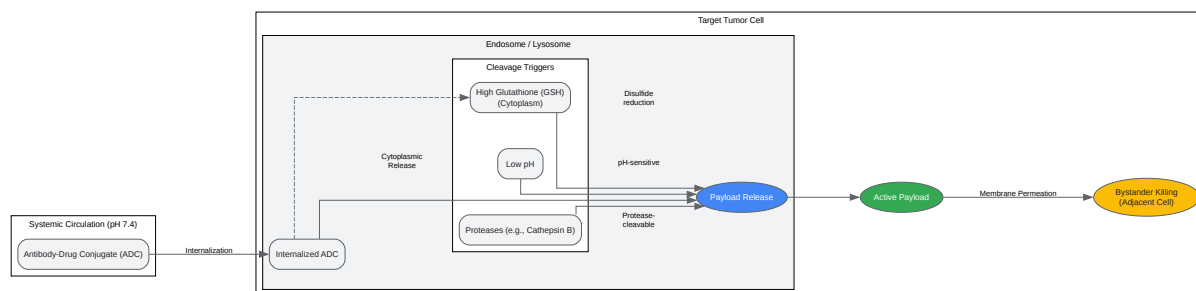 Target Tumor Cell
Endosome / Lysosome
Cleavage Triggers
High Glutathione (GSH)
(Cytoplasm)
Disulfide
reduction
Cytoplasmic
Release
Low pH
pH-sensitive
Payload Release
Active Payload
Membrane Permeation
Bystander Killing
(Adjacent Cell)
Proteases (e.g., Cathepsin B)
Protease-
cleavable
Systemic Circulation (pH 7.4)
Antibody-Drug Conjugate (ADC)
Internalization
Internalized ADC